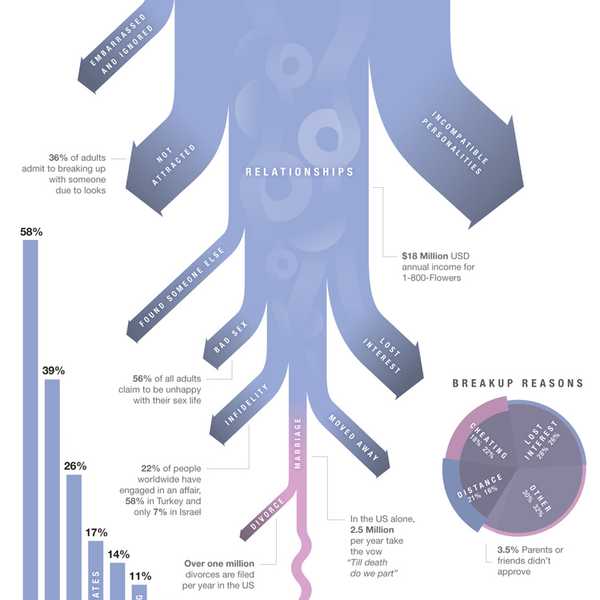 EMBARRASSED
AND IGNORED
NOT
ATTRACTED
INCOMPATIBLE
PERSONALITIES
36% of adults
admit to breaking up
with someone
due to looks
RELATIONSHIPS
58%
$18 Million USD
annual income for
1-800-Flowers
FOUND SOMEONE ELSE
BAD SEX
LOST
INTEREST
39%
56% of all adults
claim to be unhappy
with their sex life
INFIDELITY
MARRIAGE
MOVED AWAY
BREAKUP REASONS
CHEATING
18% 22%
LOST
INTEREST
28% 26%
DISTANCE
21% 16%
OTHER
30% 32%
26%
22% of people
worldwide have
engaged in an affair,
58% in Turkey and
only 7% in Israel
DIVORCE
In the US alone,
2.5 Million
per year take
the vow
"Till death
do we part"
17%
14%
11%
ATES
G
Over one million
divorces are filed
per year in the US
3.5% Parents or
friends didn't
approve